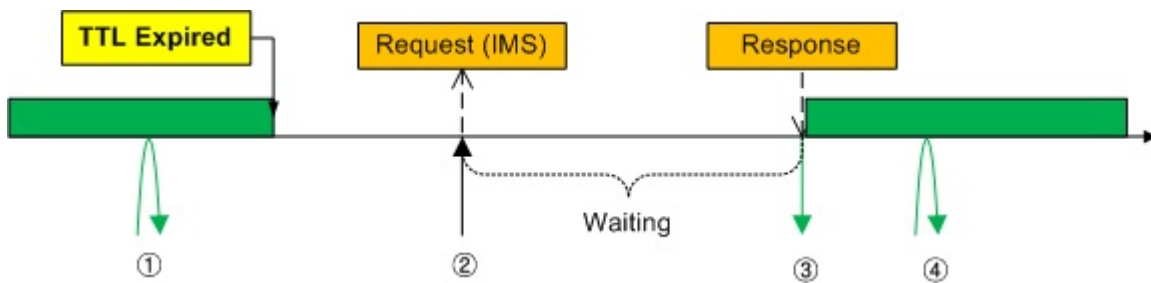 TTL Expired
Request (IMS)
Response
Waiting
①
②
③
④